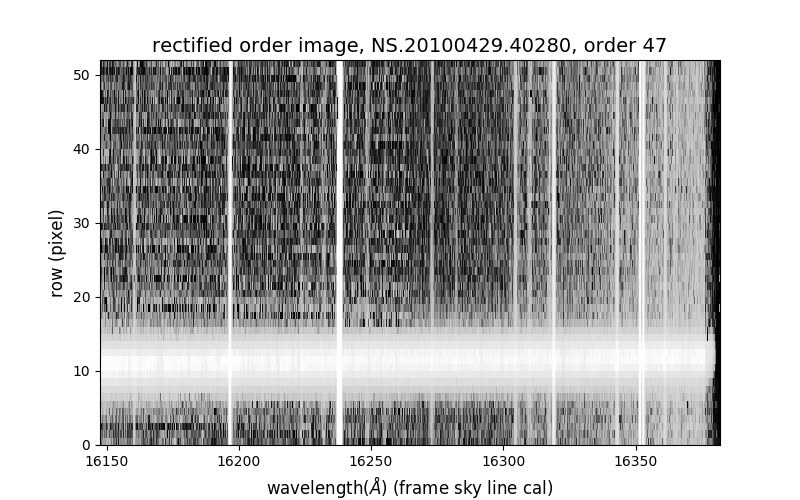 rectified order image, NS.20100429.40280, order 47
50
40
30
20
10
0
row (pixel)
16150 16200 16250 16300 16350
wavelength(Å) (frame sky line cal)